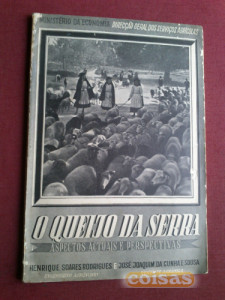 MINISTÉRIO DA ECONOMIA DIRECÇÃO GERAL DOS SERVIÇOS AGRÍCOLAS
O QUEIJO DA SERRA
ASPECTOS ACTUAIS E PERSPECTIVAS
HENRIQUE SOARES RODRIGUES E JOSÉ JOAQUIM DA CUNHA E SOUSA
coisas